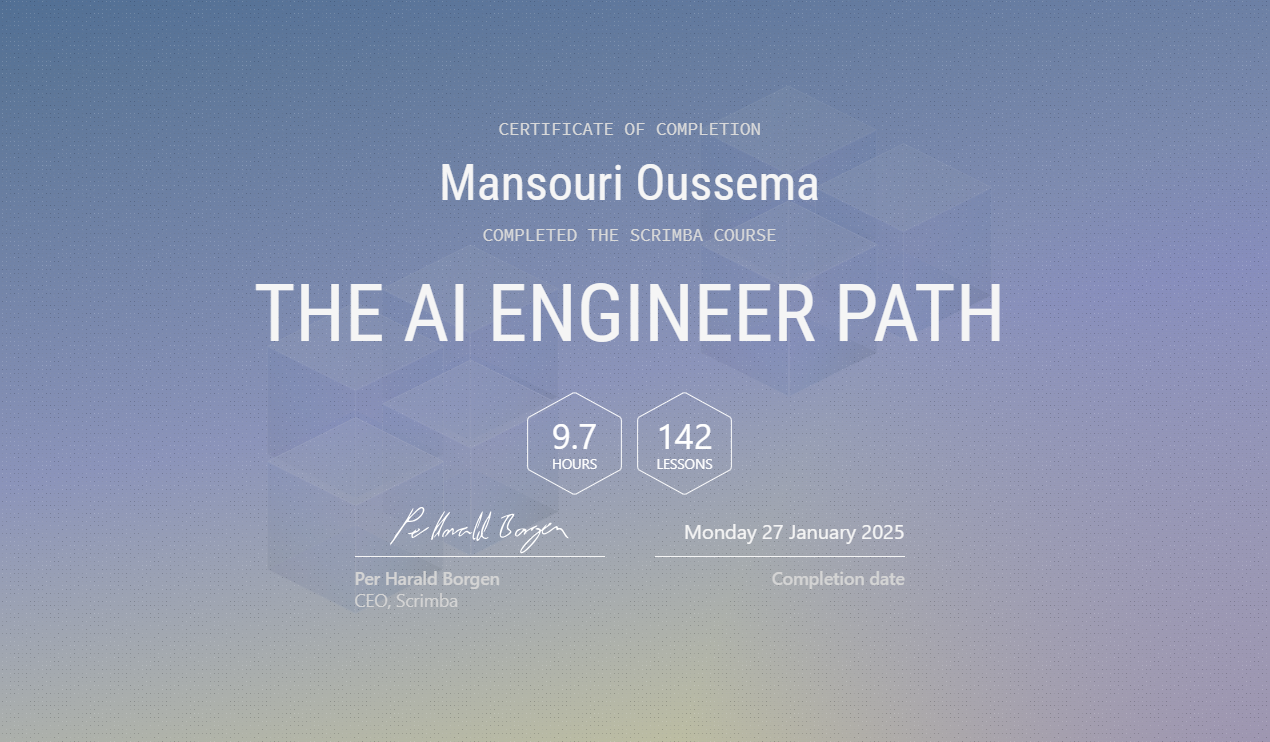 CERTIFICATE OF COMPLETION
Mansouri Oussema
COMPLETED THE SCRIMBA COURSE
THE AI ENGINEER PATH
9.7
HOURS
142
LESSONS
Per Harald Borgen
Monday 27 January 2025
Per Harald Borgen
CEO, Scrimba
Completion date